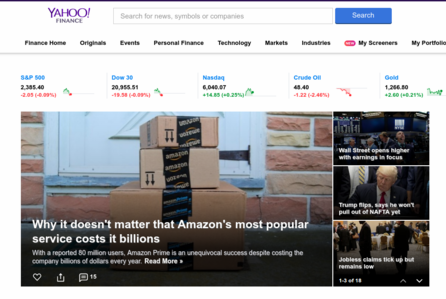 YAHOO!
FINANCE
Search for news, symbols or companies
Search
Finance Home Originals Events Personal Finance Technology Markets Industries NEW My Screeners My Portfolio
S&P 500 Dow 30 Nasdaq Crude Oil Gold
2,385.40 20,955.51 6,040.07 48.40 1,266.80
-2.05 (-0.09%) -19.58 (-0.09%) +14.85 (+0.25%) -1.22 (-2.46%) +2.60 (+0.21%)
amazon
amazon
amazon
Why it doesn't matter that Amazon's most popular
service costs it billions
With a reported 80 million users, Amazon Prime is an unequivocal success despite costing the
company billions of dollars every year. Read More »
15
Wall Street opens higher
with earnings in focus
Trump flips, says he won't
pull out of NAFTA yet
Jobless claims tick up but
remains low
1-3 of 18